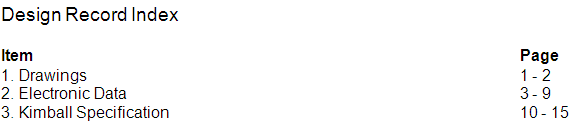 Design Record Index
Item Page
1. Drawings 1 - 2
2. Electronic Data 3 - 9
3. Kimball Specification 10 - 15